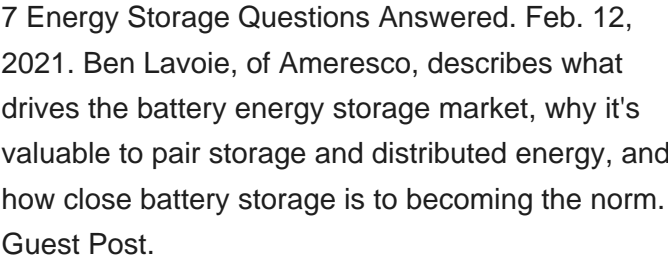 7 Energy Storage Questions Answered. Feb. 12,
2021. Ben Lavoie, of Ameresco, describes what
drives the battery energy storage market, why it's
valuable to pair storage and distributed energy, and
how close battery storage is to becoming the norm.
Guest Post.